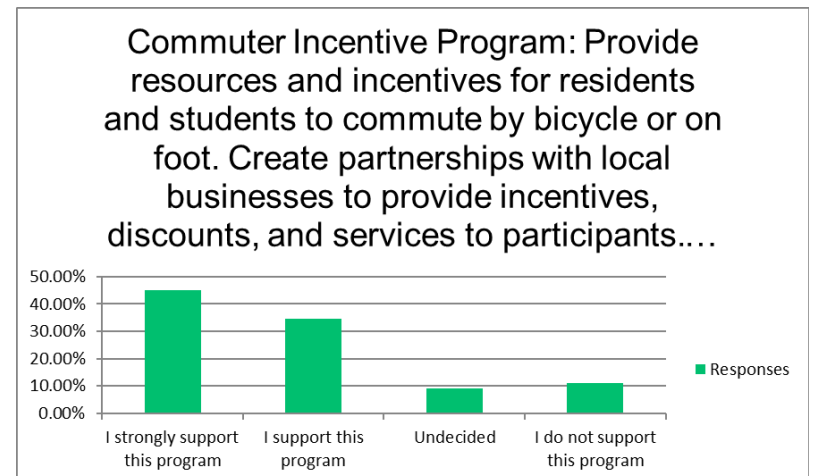 Commuter Incentive Program: Provide
resources and incentives for residents
and students to commute by bicycle or on
foot. Create partnerships with local
businesses to provide incentives,
discounts, and services to participants.…
50.00%
40.00%
30.00%
20.00%
10.00%
0.00%
I strongly support
this program
I support this
program
Undecided
I do not support
this program
Responses